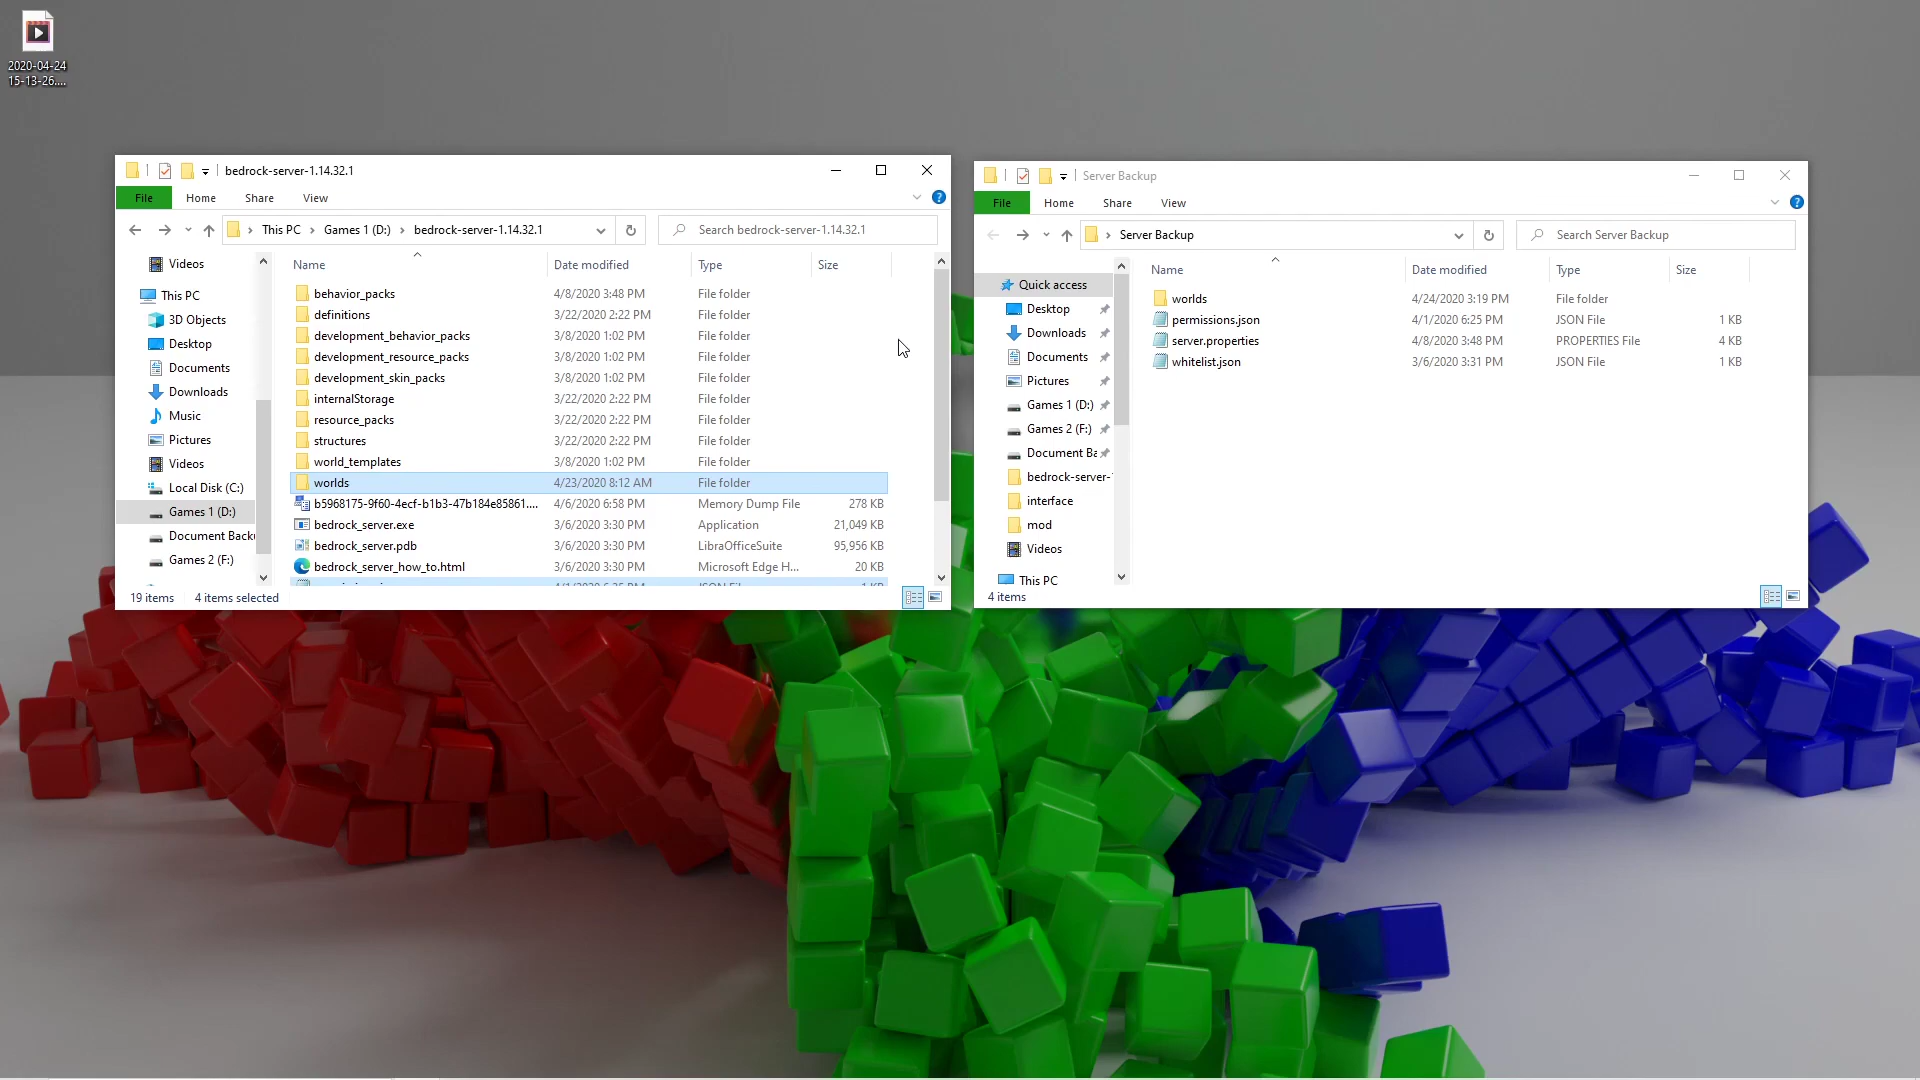 2020-04-24
15-13-26....
bedrock-server-1.14.32.1
File Home Share View
This PC › Games 1 (D:) › bedrock-server-1.14.32.1
Search bedrock-server-1.14.32.1
Videos
This PC
3D Objects
Desktop
Documents
Downloads
Music
Pictures
Videos
Local Disk (C:)
Games 1 (D:)
Document Back
Games 2 (F:)
Name Date modified Type Size
behavior_packs 4/8/2020 3:48 PM File folder
definitions 3/22/2020 2:22 PM File folder
development_behavior_packs 3/8/2020 1:02 PM File folder
development_resource_packs 3/8/2020 1:02 PM File folder
development_skin_packs 3/8/2020 1:02 PM File folder
internalStorage 3/22/2020 2:22 PM File folder
resource_packs 3/22/2020 2:22 PM File folder
structures 3/22/2020 2:22 PM File folder
world_templates 3/8/2020 1:02 PM File folder
worlds 4/23/2020 8:12 AM File folder
b5968175-9f60-4ecf-b1b3-47b184e85861.... 4/6/2020 6:58 PM Memory Dump File 278 KB
bedrock_server.exe 3/6/2020 3:30 PM Application 21,049 KB
bedrock_server.pdb 3/6/2020 3:30 PM LibraOfficeSuite 95,956 KB
bedrock_server_how_to.html 3/6/2020 3:30 PM Microsoft Edge H... 20 KB
19 items 4 items selected
Server Backup
File Home Share View
Server Backup
Search Server Backup
Quick access
Desktop
Downloads
Documents
Pictures
Games 1 (D:)
Games 2 (F:)
Document Ba
bedrock-server-
interface
mod
Videos
This PC
Name Date modified Type Size
worlds 4/24/2020 3:19 PM File folder
permissions.json 4/1/2020 6:25 PM JSON File 1 KB
server.properties 4/8/2020 3:48 PM PROPERTIES File 4 KB
whitelist.json 3/6/2020 3:31 PM JSON File 1 KB
4 items